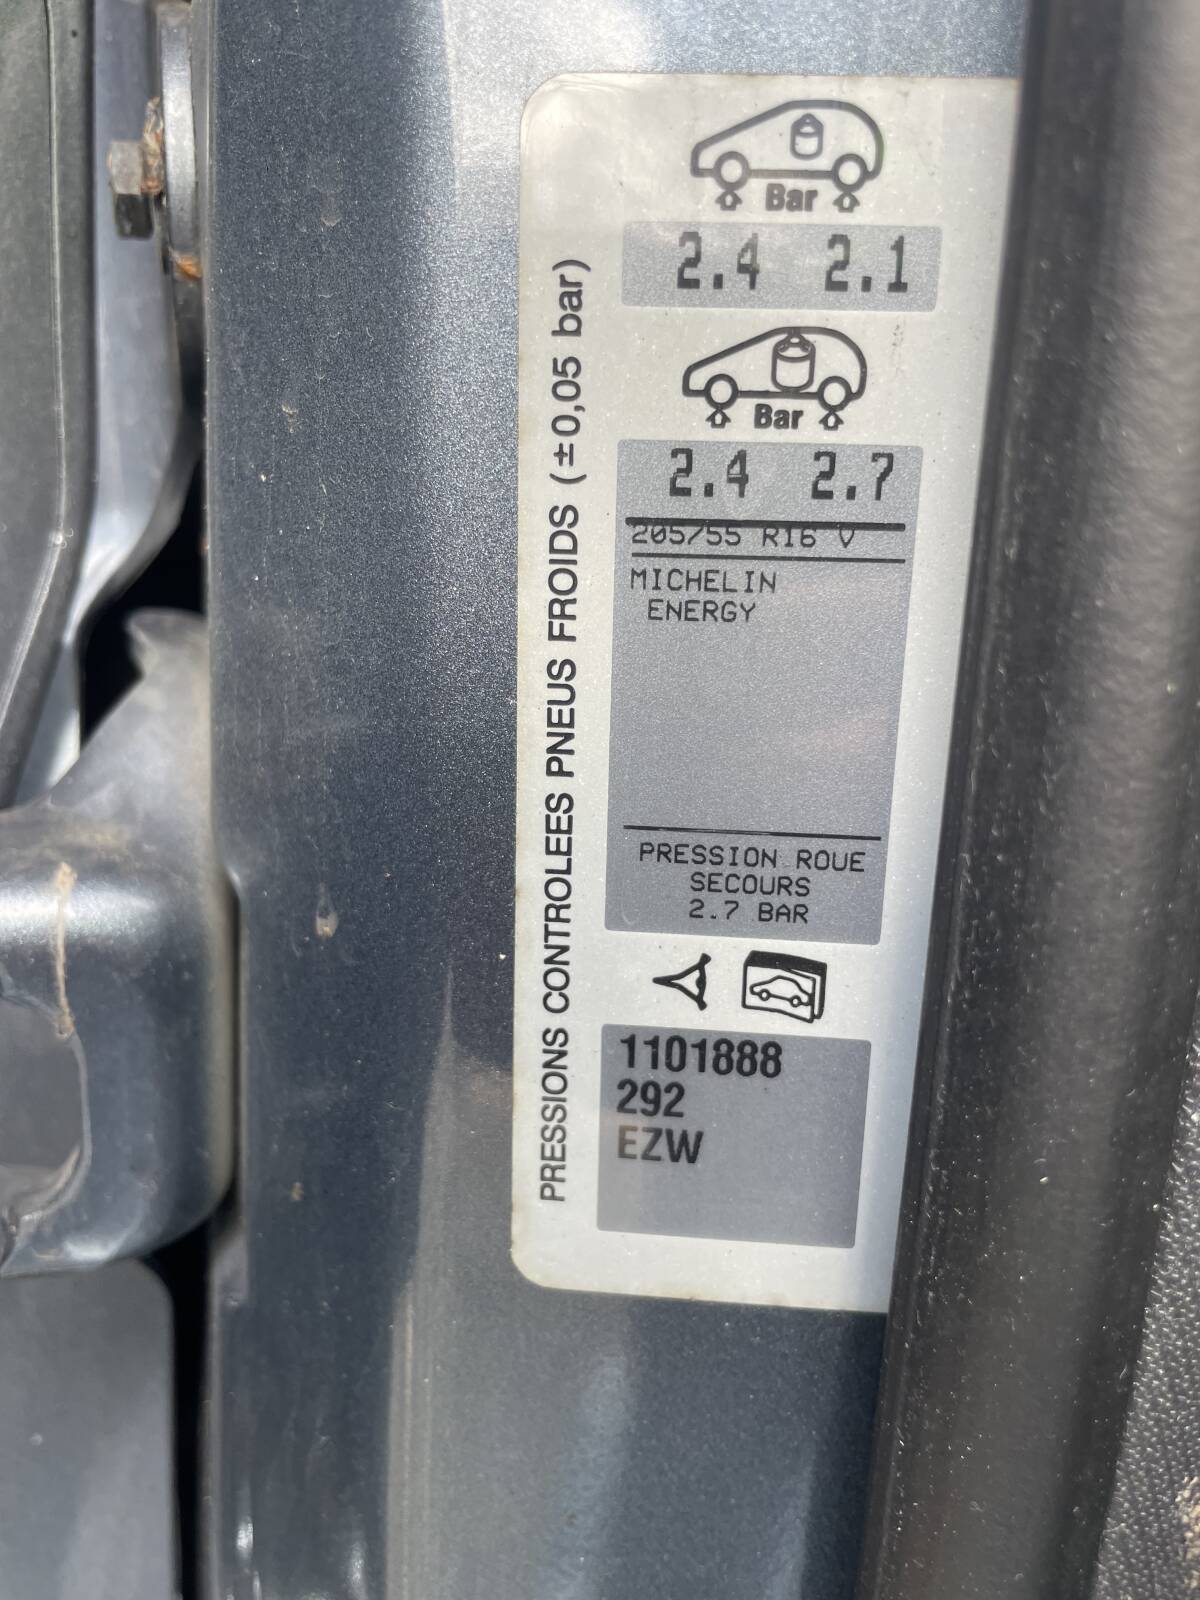 Bar
2.4 2.1
Bar
2.4 2.7
205/55 R16 V
MICHELIN
ENERGY
PRESSION ROUE
SECOURS
2.7 BAR
1101888
292
EZW
PRESSIONS CONTROLEES PNEUS FROIDS (±0,05 bar)